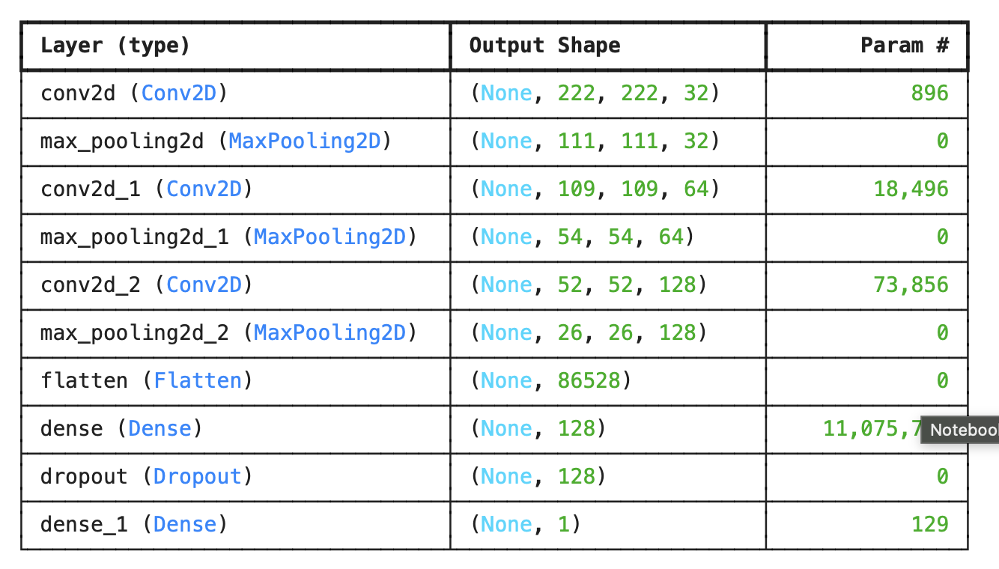 Layer (type) Output Shape Param #
conv2d (Conv2D) (None, 222, 222, 32) 896
max_pooling2d (MaxPooling2D) (None, 111, 111, 32) 0
conv2d_1 (Conv2D) (None, 109, 109, 64) 18,496
max_pooling2d_1 (MaxPooling2D) (None, 54, 54, 64) 0
conv2d_2 (Conv2D) (None, 52, 52, 128) 73,856
max_pooling2d_2 (MaxPooling2D) (None, 26, 26, 128) 0
flatten (Flatten) (None, 86528) 0
dense (Dense) (None, 128) 11,075,7 Notebook
dropout (Dropout) (None, 128) 0
dense_1 (Dense) (None, 1) 129